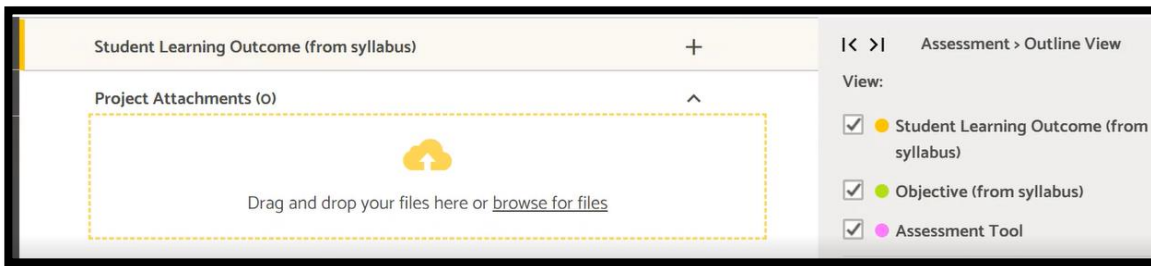 Student Learning Outcome (from syllabus)
Project Attachments (0)
Drag and drop your files here or browse for files
Assessment > Outline View
View:
Student Learning Outcome (from
syllabus)
Objective (from syllabus)
Assessment Tool